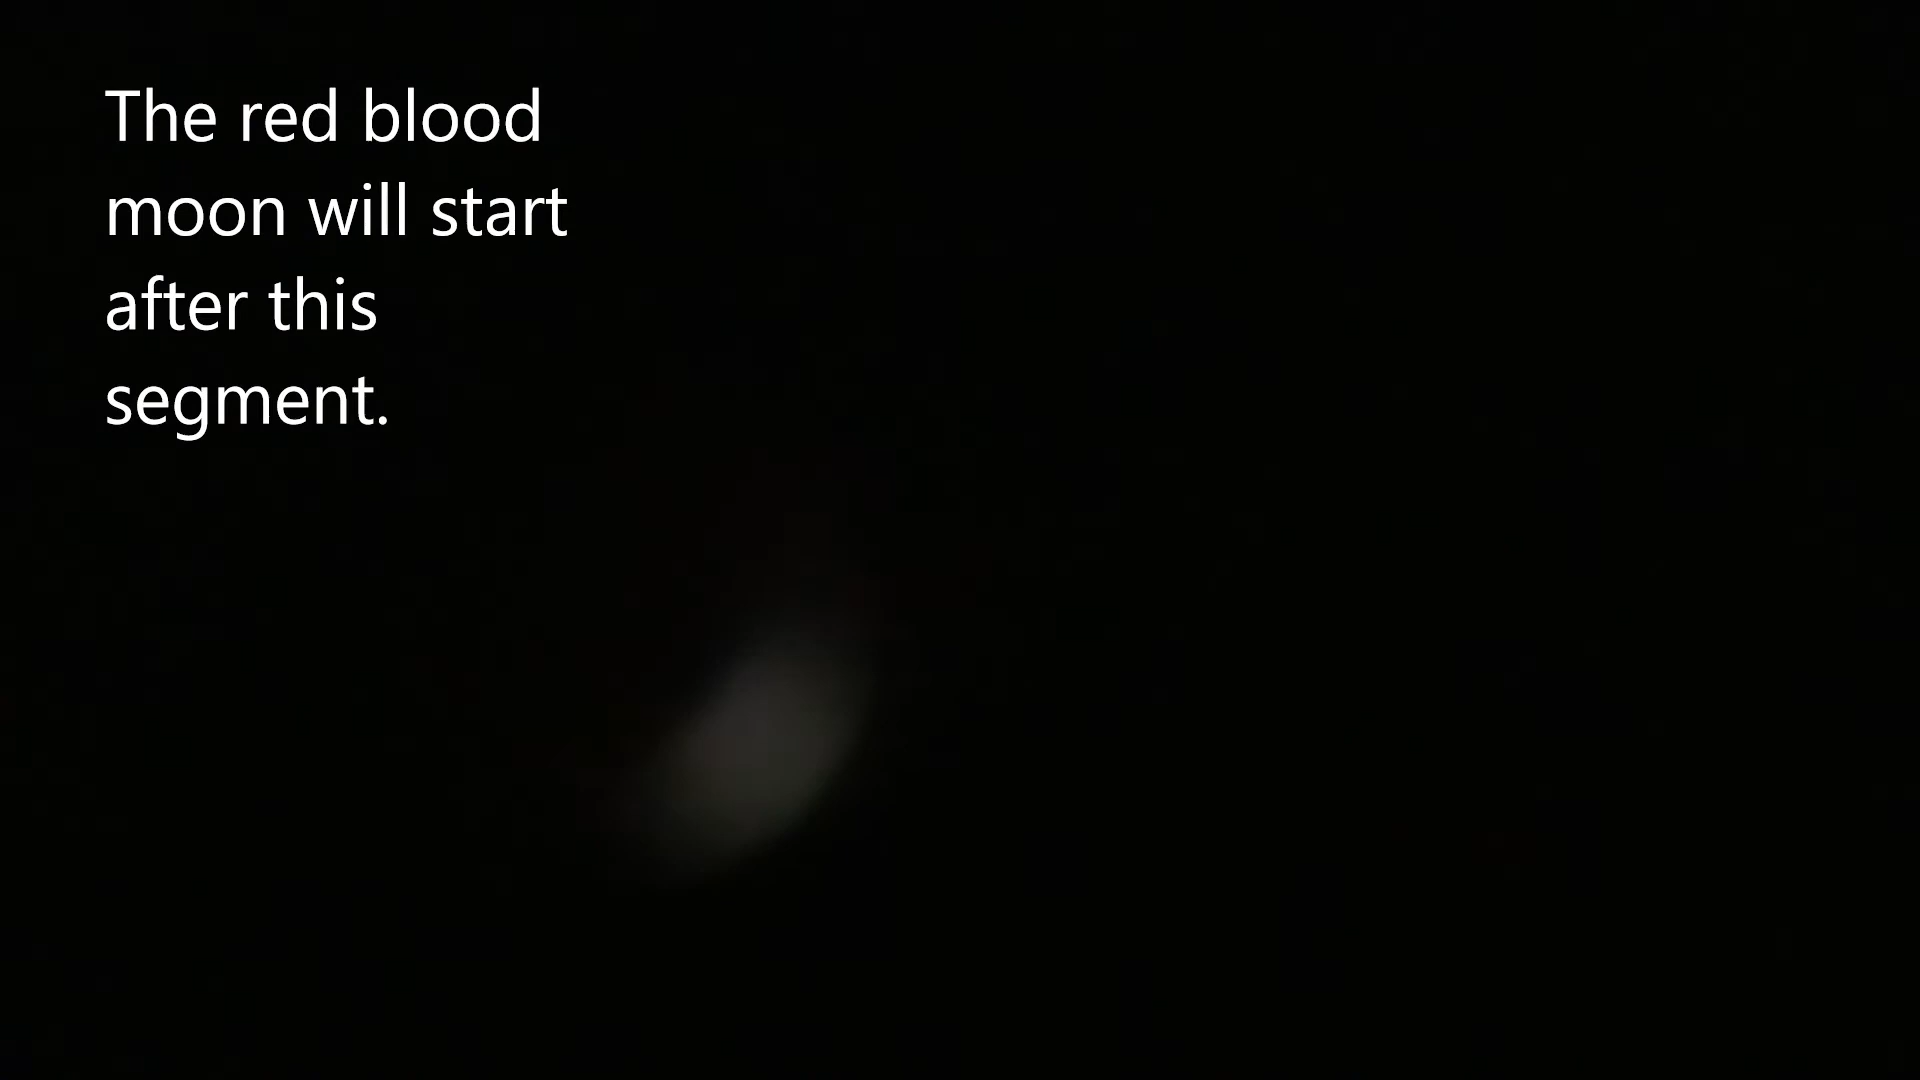 The red blood
moon will start
after this
segment.